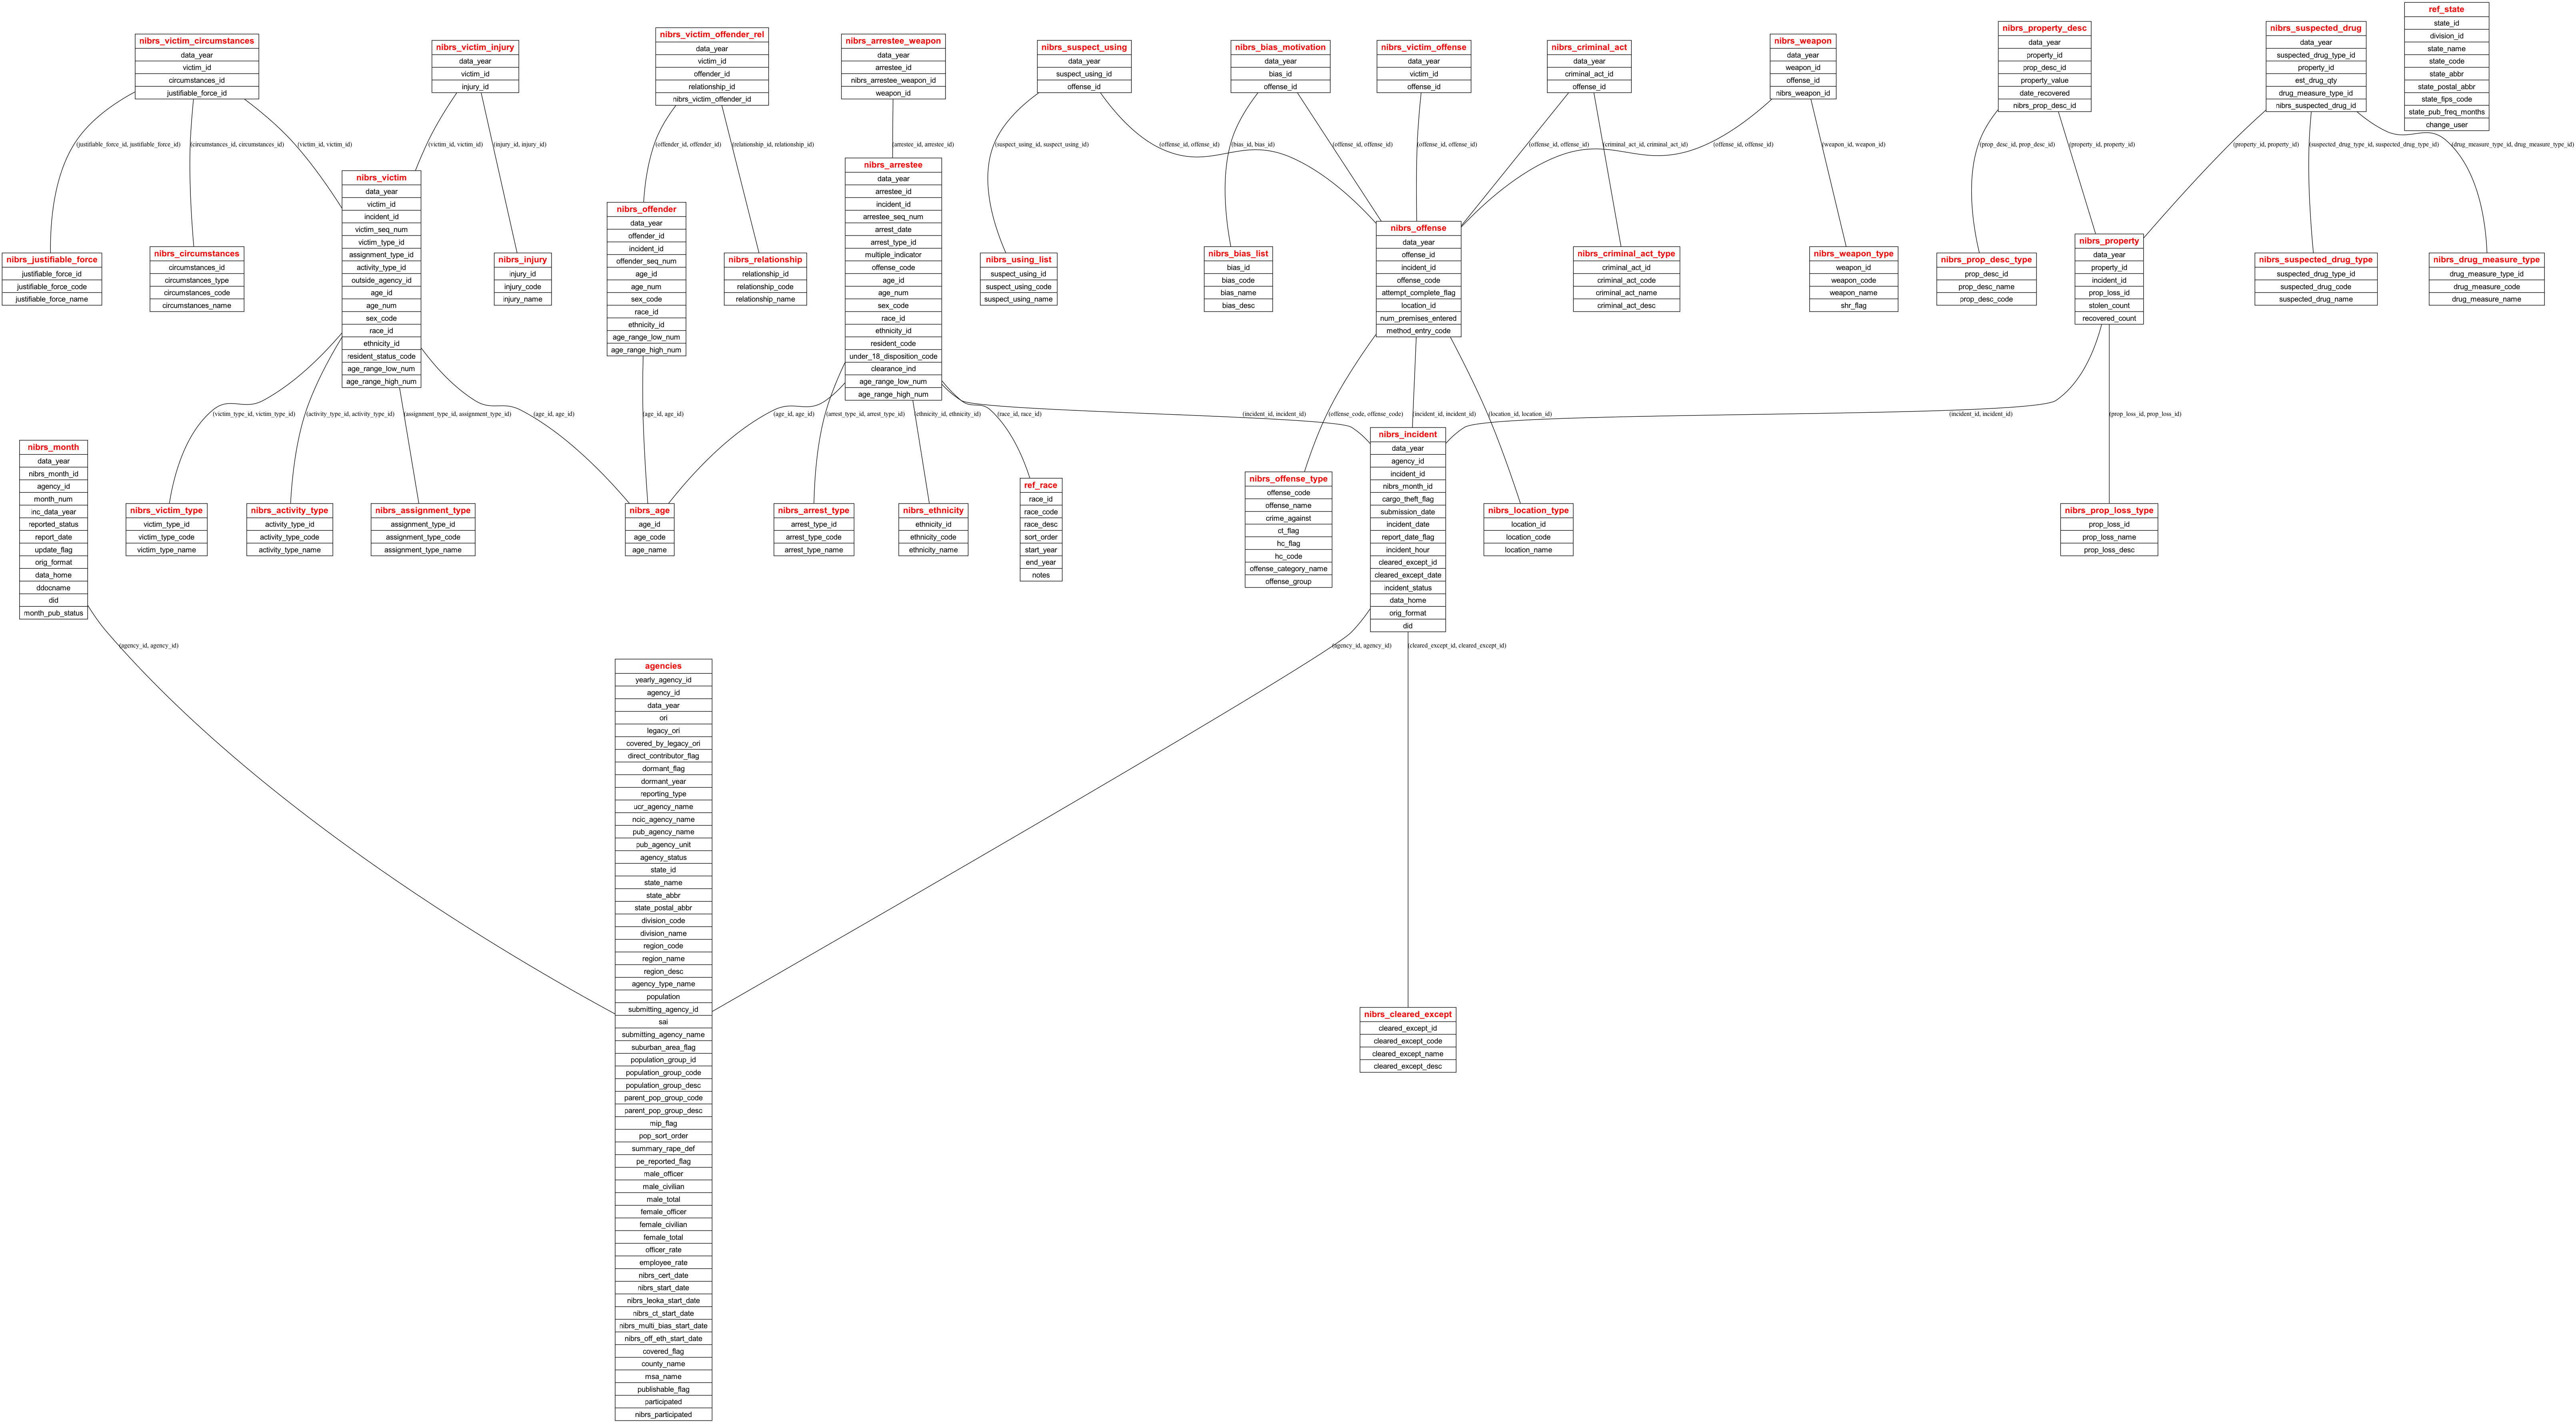 nibrs_victim_circumstances
data_year
victim_id
circumstances_id
justifiable_force_id
nibrs_victim_injury
data_year
victim_id
injury_id
nibrs_victim_offender_rel
data_year
victim_id
offender_id
relationship_id
nibrs_victim_offender_id
nibrs_arrestee_weapon
data_year
arrestee_id
nibrs_arrestee_weapon_id
weapon_id
nibrs_suspect_using
data_year
suspect_using_id
offense_id
nibrs_bias_motivation
data_year
bias_id
offense_id
nibrs_victim_offense
data_year
victim_id
offense_id
nibrs_criminal_act
data_year
criminal_act_id
offense_id
nibrs_weapon
data_year
weapon_id
offense_id
nibrs_weapon_id
nibrs_property_desc
data_year
property_id
prop_desc_id
property_value
date_recovered
nibrs_prop_desc_id
nibrs_suspected_drug
data_year
suspected_drug_type_id
property_id
est_drug_qty
drug_measure_type_id
nibrs_suspected_drug_id
ref_state
state_id
division_id
state_name
state_code
state_abbr
state_postal_abbr
state_fips_code
state_pub_freq_months
change_user
(justifiable_force_id, justifiable_force_id)
(circumstances_id, circumstances_id)
(victim_id, victim_id)
(victim_id, victim_id)
(injury_id, injury_id)
(offender_id, offender_id)
(relationship_id, relationship_id)
(arrestee_id, arrestee_id)
(suspect_using_id, suspect_using_id)
(offense_id, offense_id)
(bias_id, bias_id)
(offense_id, offense_id)
(offense_id, offense_id)
(offense_id, offense_id)
(criminal_act_id, criminal_act_id)
(offense_id, offense_id)
(weapon_id, weapon_id)
(prop_desc_id, prop_desc_id)
(property_id, property_id)
(property_id, property_id)
(suspected_drug_type_id, suspected_drug_type_id)
(drug_measure_type_id, drug_measure_type_id)
nibrs_justifiable_force
justifiable_force_id
justifiable_force_code
justifiable_force_name
nibrs_circumstances
circumstances_id
circumstances_type
circumstances_code
circumstances_name
nibrs_victim
data_year
victim_id
incident_id
victim_seq_num
victim_type_id
assignment_type_id
activity_type_id
outside_agency_id
age_id
age_num
sex_code
race_id
ethnicity_id
resident_status_code
age_range_low_num
age_range_high_num
nibrs_injury
injury_id
injury_code
injury_name
nibrs_offender
data_year
offender_id
incident_id
offender_seq_num
age_id
age_num
sex_code
race_id
ethnicity_id
age_range_low_num
age_range_high_num
nibrs_relationship
relationship_id
relationship_code
relationship_name
nibrs_arrestee
data_year
arrestee_id
incident_id
arrestee_seq_num
arrest_date
arrest_type_id
multiple_indicator
offense_code
age_id
age_num
sex_code
race_id
ethnicity_id
resident_code
under_18_disposition_code
clearance_ind
age_range_low_num
age_range_high_num
nibrs_using_list
suspect_using_id
suspect_using_code
suspect_using_name
nibrs_bias_list
bias_id
bias_code
bias_name
bias_desc
nibrs_offense
data_year
offense_id
incident_id
offense_code
attempt_complete_flag
location_id
num_premises_entered
method_entry_code
nibrs_criminal_act_type
criminal_act_id
criminal_act_code
criminal_act_name
criminal_act_desc
nibrs_weapon_type
weapon_id
weapon_code
weapon_name
shr_flag
nibrs_prop_desc_type
prop_desc_id
prop_desc_name
prop_desc_code
nibrs_property
data_year
property_id
incident_id
prop_loss_id
stolen_count
recovered_count
nibrs_suspected_drug_type
suspected_drug_type_id
suspected_drug_code
suspected_drug_name
nibrs_drug_measure_type
drug_measure_type_id
drug_measure_code
drug_measure_name
(victim_type_id, victim_type_id)
(activity_type_id, activity_type_id)
(assignment_type_id, assignment_type_id)
(age_id, age_id)
(age_id, age_id)
(age_id, age_id)
(arrest_type_id, arrest_type_id)
(ethnicity_id, ethnicity_id)
(race_id, race_id)
(incident_id, incident_id)
(offense_code, offense_code)
(incident_id, incident_id)
(location_id, location_id)
(incident_id, incident_id)
(prop_loss_id, prop_loss_id)
nibrs_month
data_year
nibrs_month_id
agency_id
month_num
inc_data_year
reported_status
report_date
update_flag
orig_format
data_home
ddocname
did
month_pub_status
nibrs_victim_type
victim_type_id
victim_type_code
victim_type_name
nibrs_activity_type
activity_type_id
activity_type_code
activity_type_name
nibrs_assignment_type
assignment_type_id
assignment_type_code
assignment_type_name
nibrs_age
age_id
age_code
age_name
nibrs_arrest_type
arrest_type_id
arrest_type_code
arrest_type_name
nibrs_ethnicity
ethnicity_id
ethnicity_code
ethnicity_name
ref_race
race_id
race_code
race_desc
sort_order
start_year
end_year
notes
nibrs_offense_type
offense_code
offense_name
crime_against
ct_flag
hc_flag
hc_code
offense_category_name
offense_group
nibrs_incident
data_year
agency_id
incident_id
nibrs_month_id
cargo_theft_flag
submission_date
incident_date
report_date_flag
incident_hour
cleared_except_id
cleared_except_date
incident_status
data_home
orig_format
did
nibrs_location_type
location_id
location_code
location_name
nibrs_prop_loss_type
prop_loss_id
prop_loss_name
prop_loss_desc
(agency_id, agency_id)
(agency_id, agency_id)
(cleared_except_id, cleared_except_id)
agencies
yearly_agency_id
agency_id
data_year
ori
legacy_ori
covered_by_legacy_ori
direct_contributor_flag
dormant_flag
dormant_year
reporting_type
ucr_agency_name
ncic_agency_name
pub_agency_name
pub_agency_unit
agency_status
state_id
state_name
state_abbr
state_postal_abbr
division_code
division_name
region_code
region_name
region_desc
agency_type_name
population
submitting_agency_id
sai
submitting_agency_name
suburban_area_flag
population_group_id
population_group_code
population_group_desc
parent_pop_group_code
parent_pop_group_desc
mip_flag
pop_sort_order
summary_rape_def
pe_reported_flag
male_officer
male_civilian
male_total
female_officer
female_civilian
female_total
officer_rate
employee_rate
nibrs_cert_date
nibrs_start_date
nibrs_leoka_start_date
nibrs_ct_start_date
nibrs_multi_bias_start_date
nibrs_off_eth_start_date
covered_flag
county_name
msa_name
publishable_flag
participated
nibrs_participated
nibrs_cleared_except
cleared_except_id
cleared_except_code
cleared_except_name
cleared_except_desc